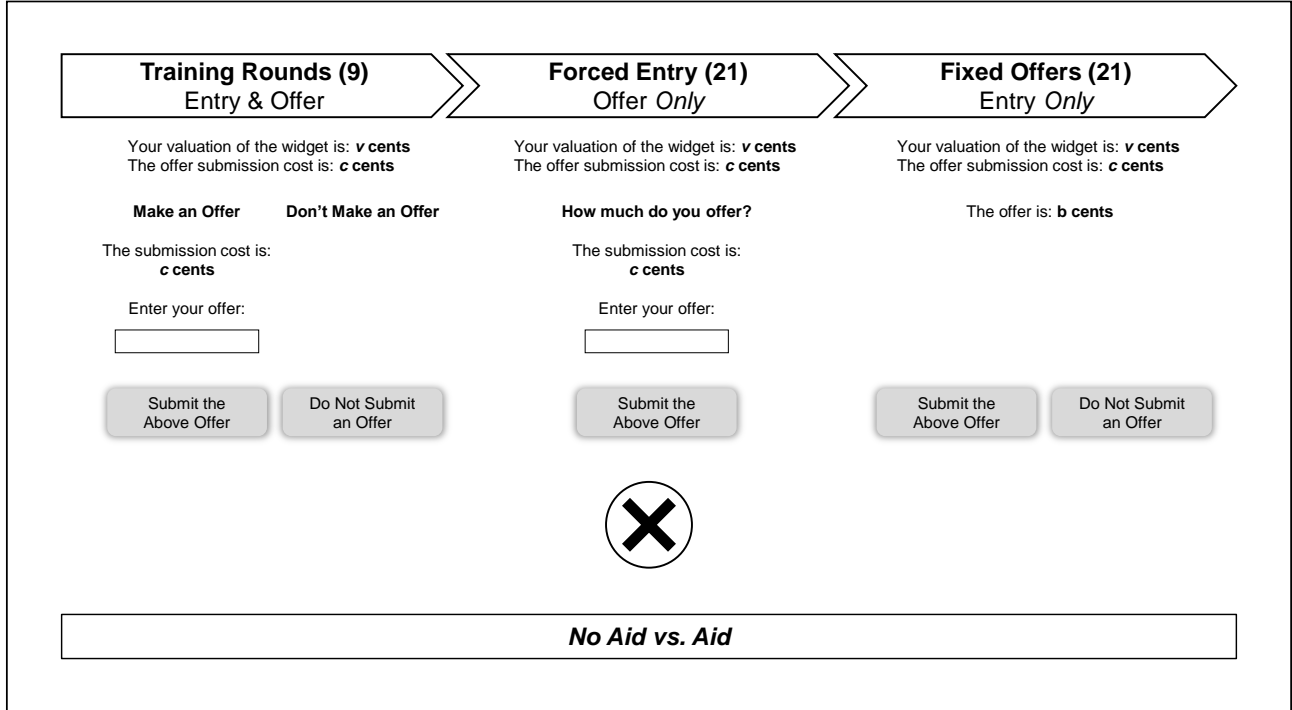 Training Rounds (9)
Entry & Offer
Your valuation of the widget is: v cents
The offer submission cost is: c cents
Make an Offer
Don't Make an Offer
The submission cost is:
c cents
Enter your offer:
Submit the
Above Offer
Do Not Submit
an Offer
Forced Entry (21)
Offer Only
Your valuation of the widget is: v cents
The offer submission cost is: c cents
How much do you offer?
The submission cost is:
c cents
Enter your offer:
Submit the
Above Offer
Fixed Offers (21)
Entry Only
Your valuation of the widget is: v cents
The offer submission cost is: c cents
The offer is: b cents
Submit the
Above Offer
Do Not Submit
an Offer
No Aid vs. Aid